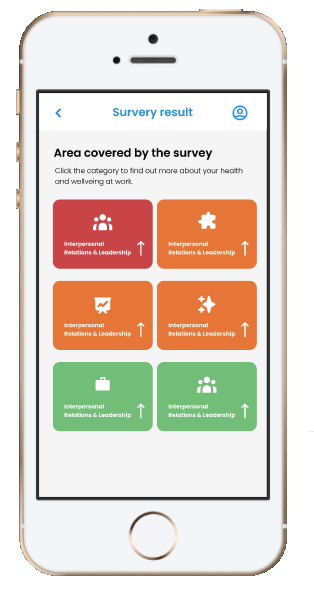 Survery result
Area covered by the survey
Click the category to find out more about your health
and wellveing at work.
Interpersonal
Relations & Leadership
Interpersonal
Relations & Leadership
Interpersonal
Relations & Leadership
Interpersonal
Relations & Leadership
Interpersonal
Relations & Leadership
Interpersonal
Relations & Leadership